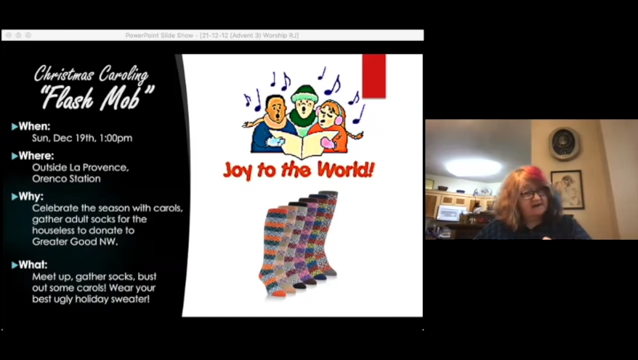 PowerPoint Slide Show - [21-12-12 (Advent 3) Worship RJ]
Christmas Caroling
"Flash Mob"
When:
Sun, Dec 19th, 1:00pm
Where:
Outside La Provence,
Orenco Station
Why:
Celebrate the season with carols,
gather adult socks for the
houseless to donate to
Greater Good NW.
What:
Meet up, gather socks, bust
out some carols! Wear your
best ugly holiday sweater!
Joy to the World!